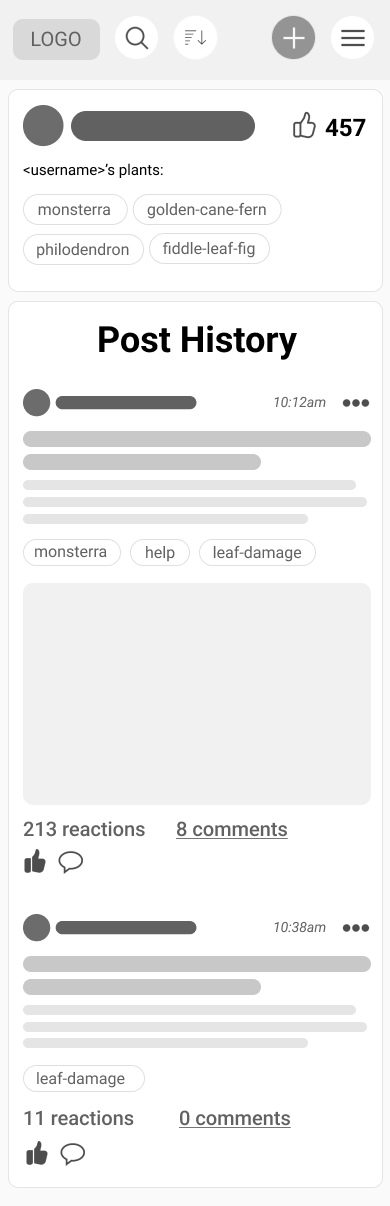 LOGO
457
<username>'s plants:
monsterra golden-cane-fern
philodendron fiddle-leaf-fig
Post History
10:12am
monsterra help leaf-damage
213 reactions 8 comments
10:38am
leaf-damage
11 reactions 0 comments